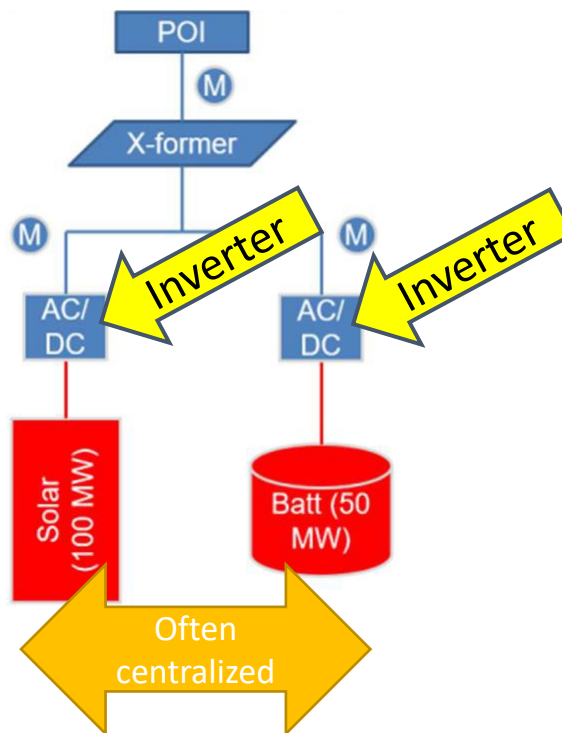 POI
M
X-former
M
Inverter
M
Inverter
AC/
DC
AC/
DC
Solar
(100 MW)
Batt (50
MW)
Often
centralized